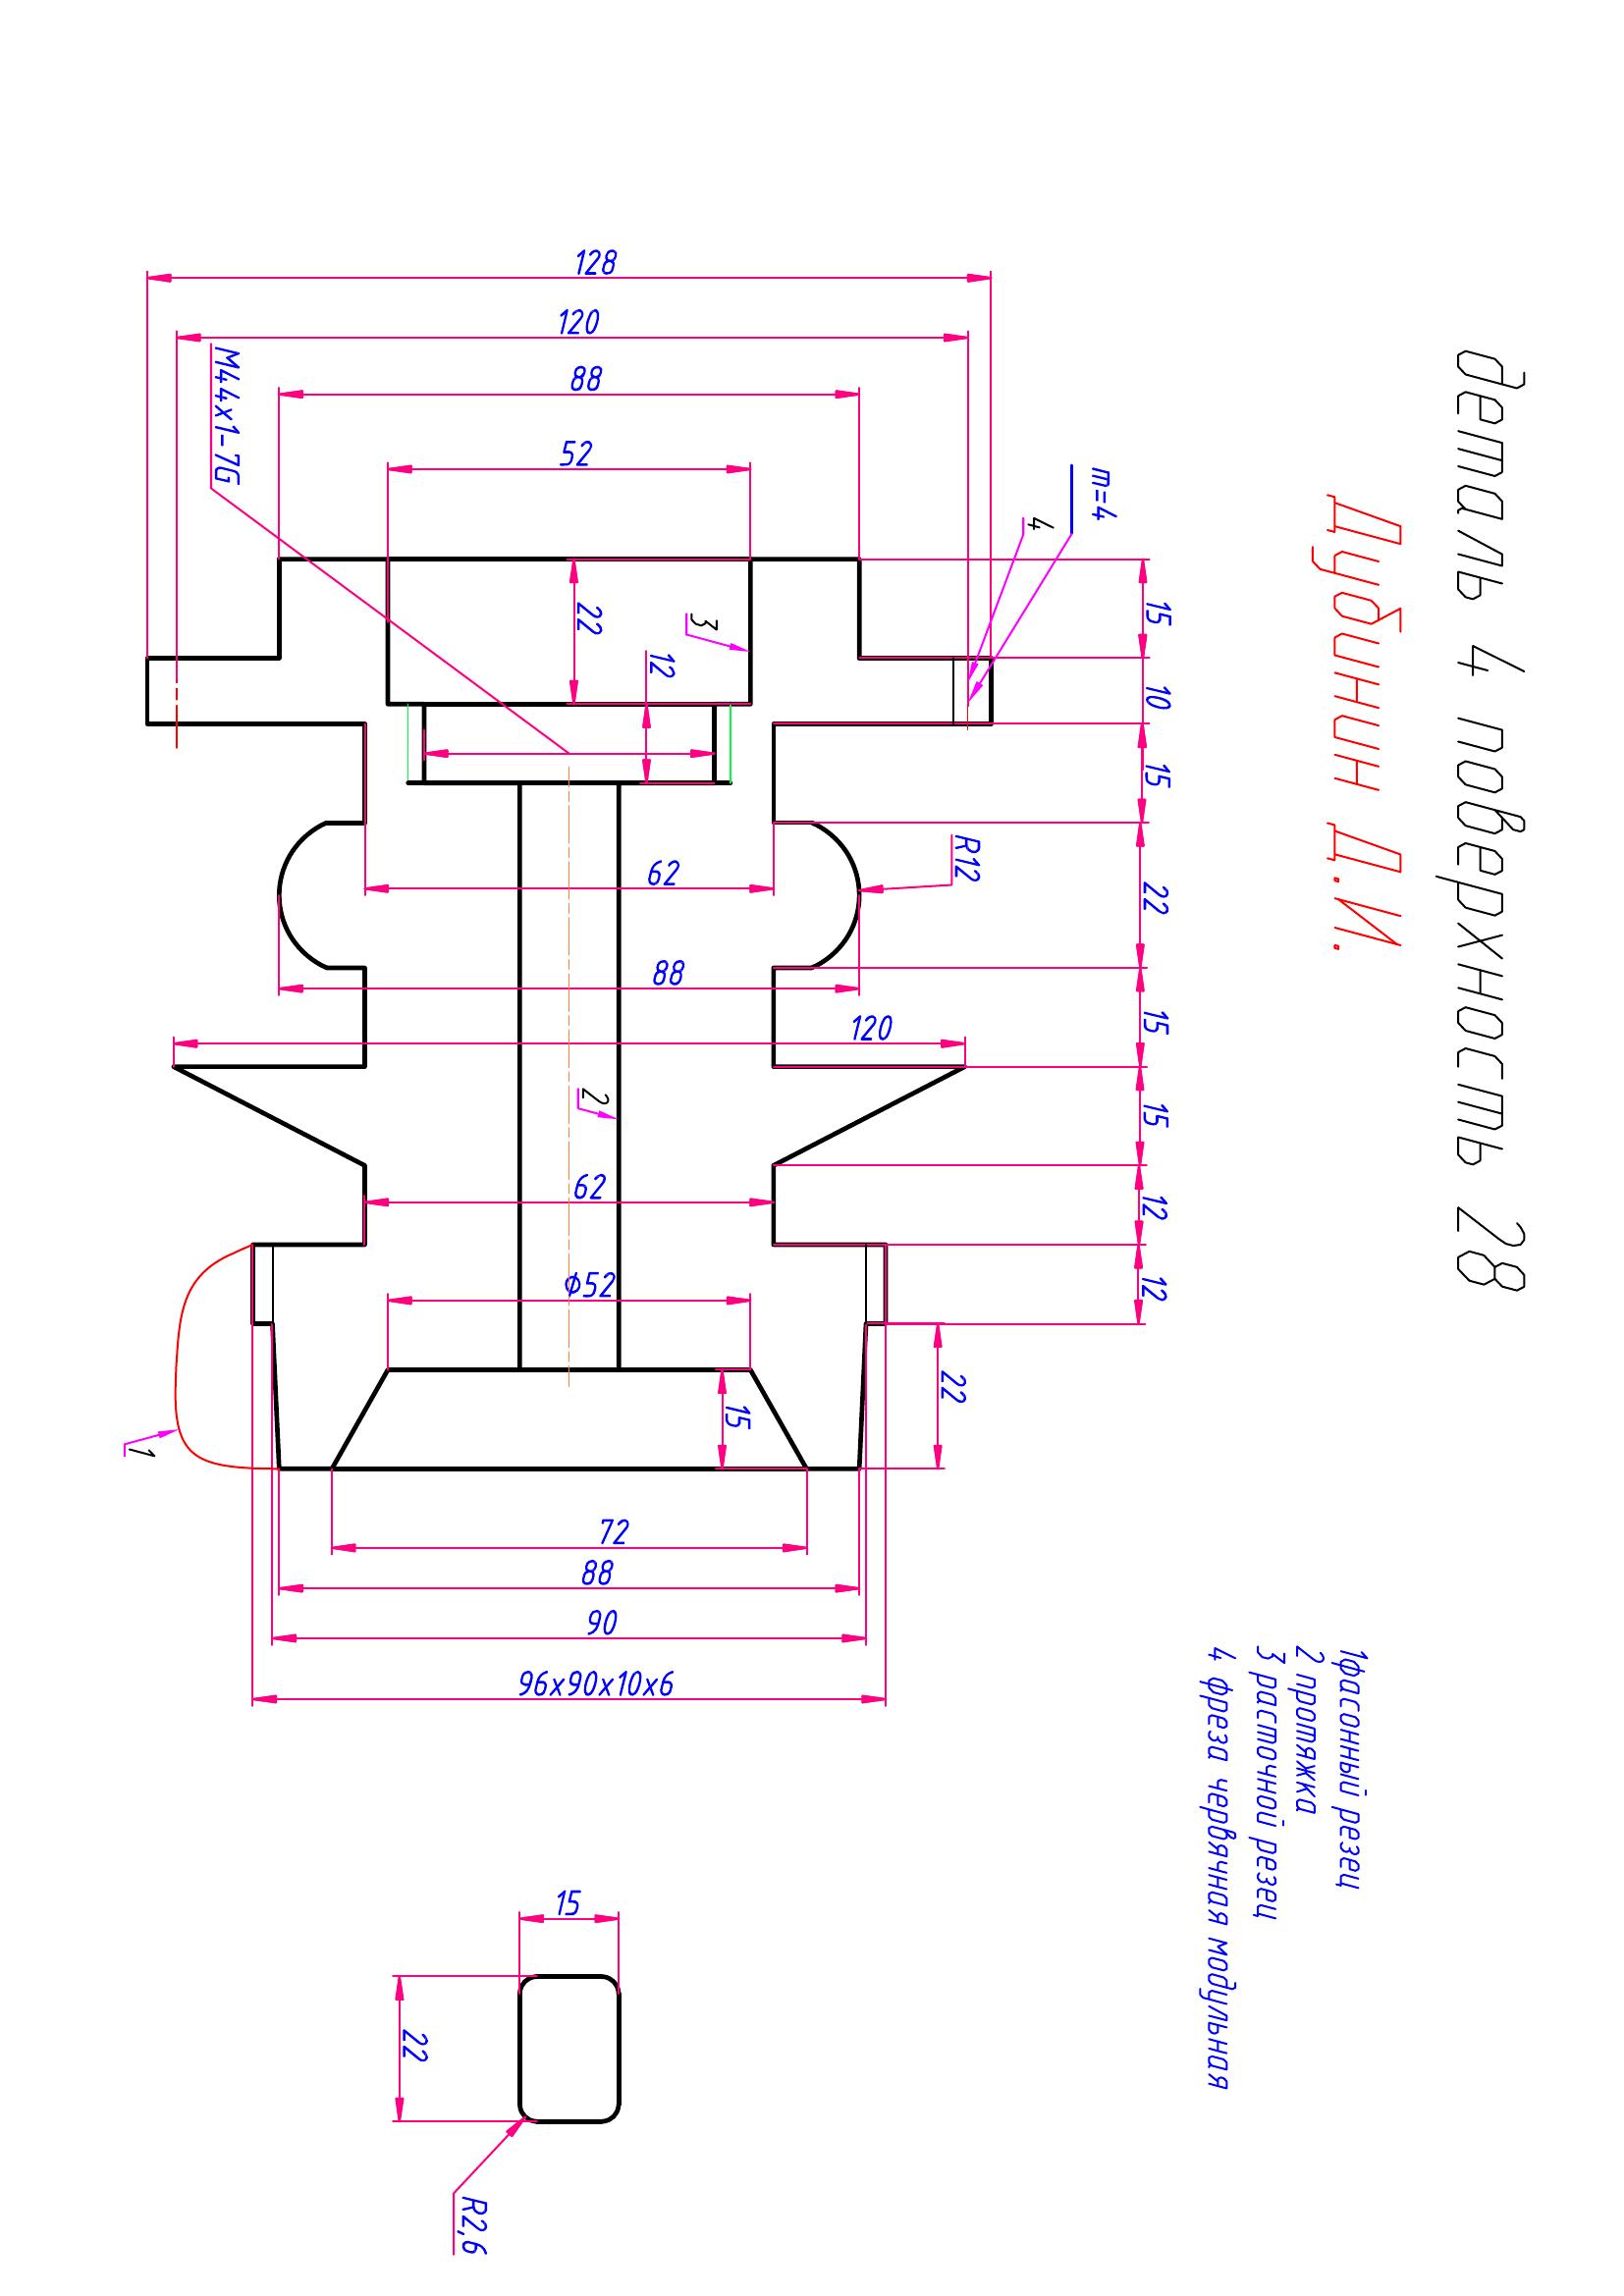 деталь 4 поверхность 28
Дубинин Д.И.
m=4
4
128
120
88
52
M44x1-7G
22
3
12
15
10
15
22
15
15
12
12
22
R12
62
88
120
2
62
ϕ52
15
1
72
88
90
96x90x10x6
1фасонный резец
2 протяжка
3 расточной резец
4 фреза червячная модульная
15
22
R2,6